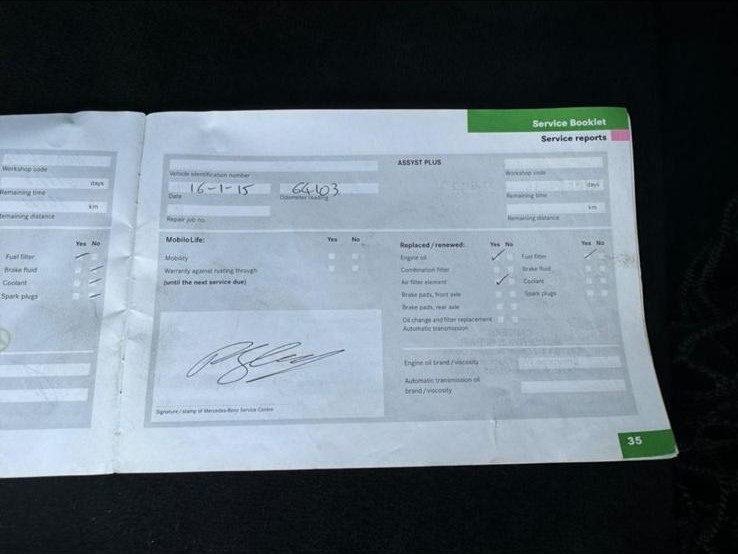 Service Booklet
Service reports
Workshop code
days
Remaining time
km
Remaining distance
Yes No
Fuel filter
Brake fluid
Coolant
Spark plugs
Vehicle identification number
16-1-15
Date
64403
Odometer reading
Repair job no.
ASSYST PLUS
Workshop code
days
Remaining time
km
Remaining distance
MobiloLife: Yes No
Mobility
Warranty against rusting through
(until the next service due)
Signature / stamp of Mercedes-Benz Service Centre
Replaced / renewed: Yes No
Engine oil
Combination filter
Air filter element
Brake pads, front axle
Brake pads, rear axle
Oil change and filter replacement
Automatic transmission
Yes No
Fuel filter
Brake fluid
Coolant
Spark plugs
Engine oil brand / viscosity
Automatic transmission oil
brand / viscosity
35